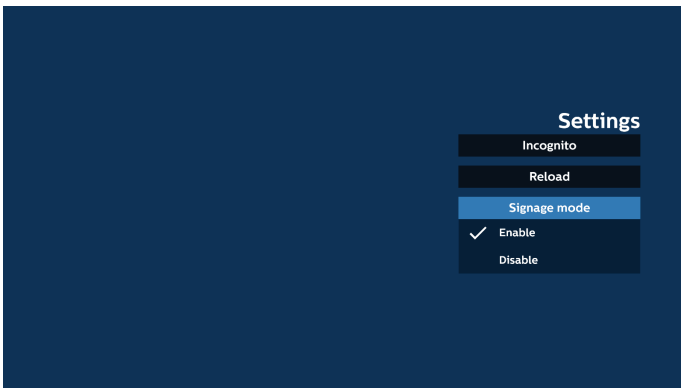 Settings
Incognito
Reload
Signage mode
Enable
Disable